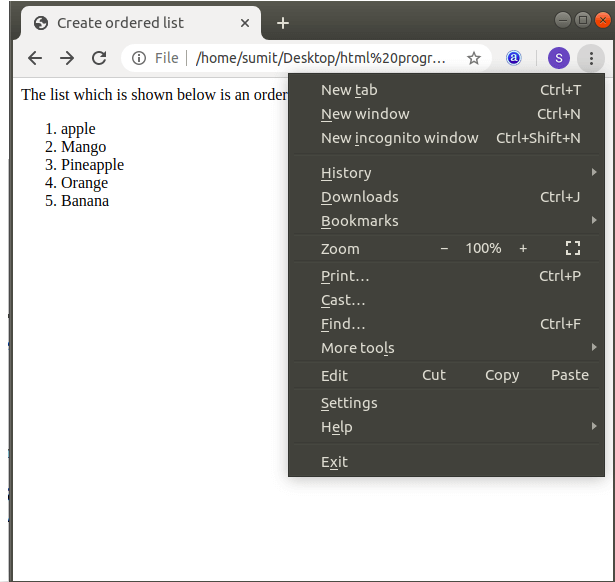 Create ordered list
File /home/sumit/Desktop/html%20progr...
a
S
The list which is shown below is an order
1. apple
2. Mango
3. Pineapple
4. Orange
5. Banana
New tab Ctrl+T
New window Ctrl+N
New incognito window Ctrl+Shift+N
History
Downloads Ctrl+J
Bookmarks
Zoom − 100% +
Print... Ctrl+P
Cast...
Find... Ctrl+F
More tools
Edit Cut Copy Paste
Settings
Help
Exit